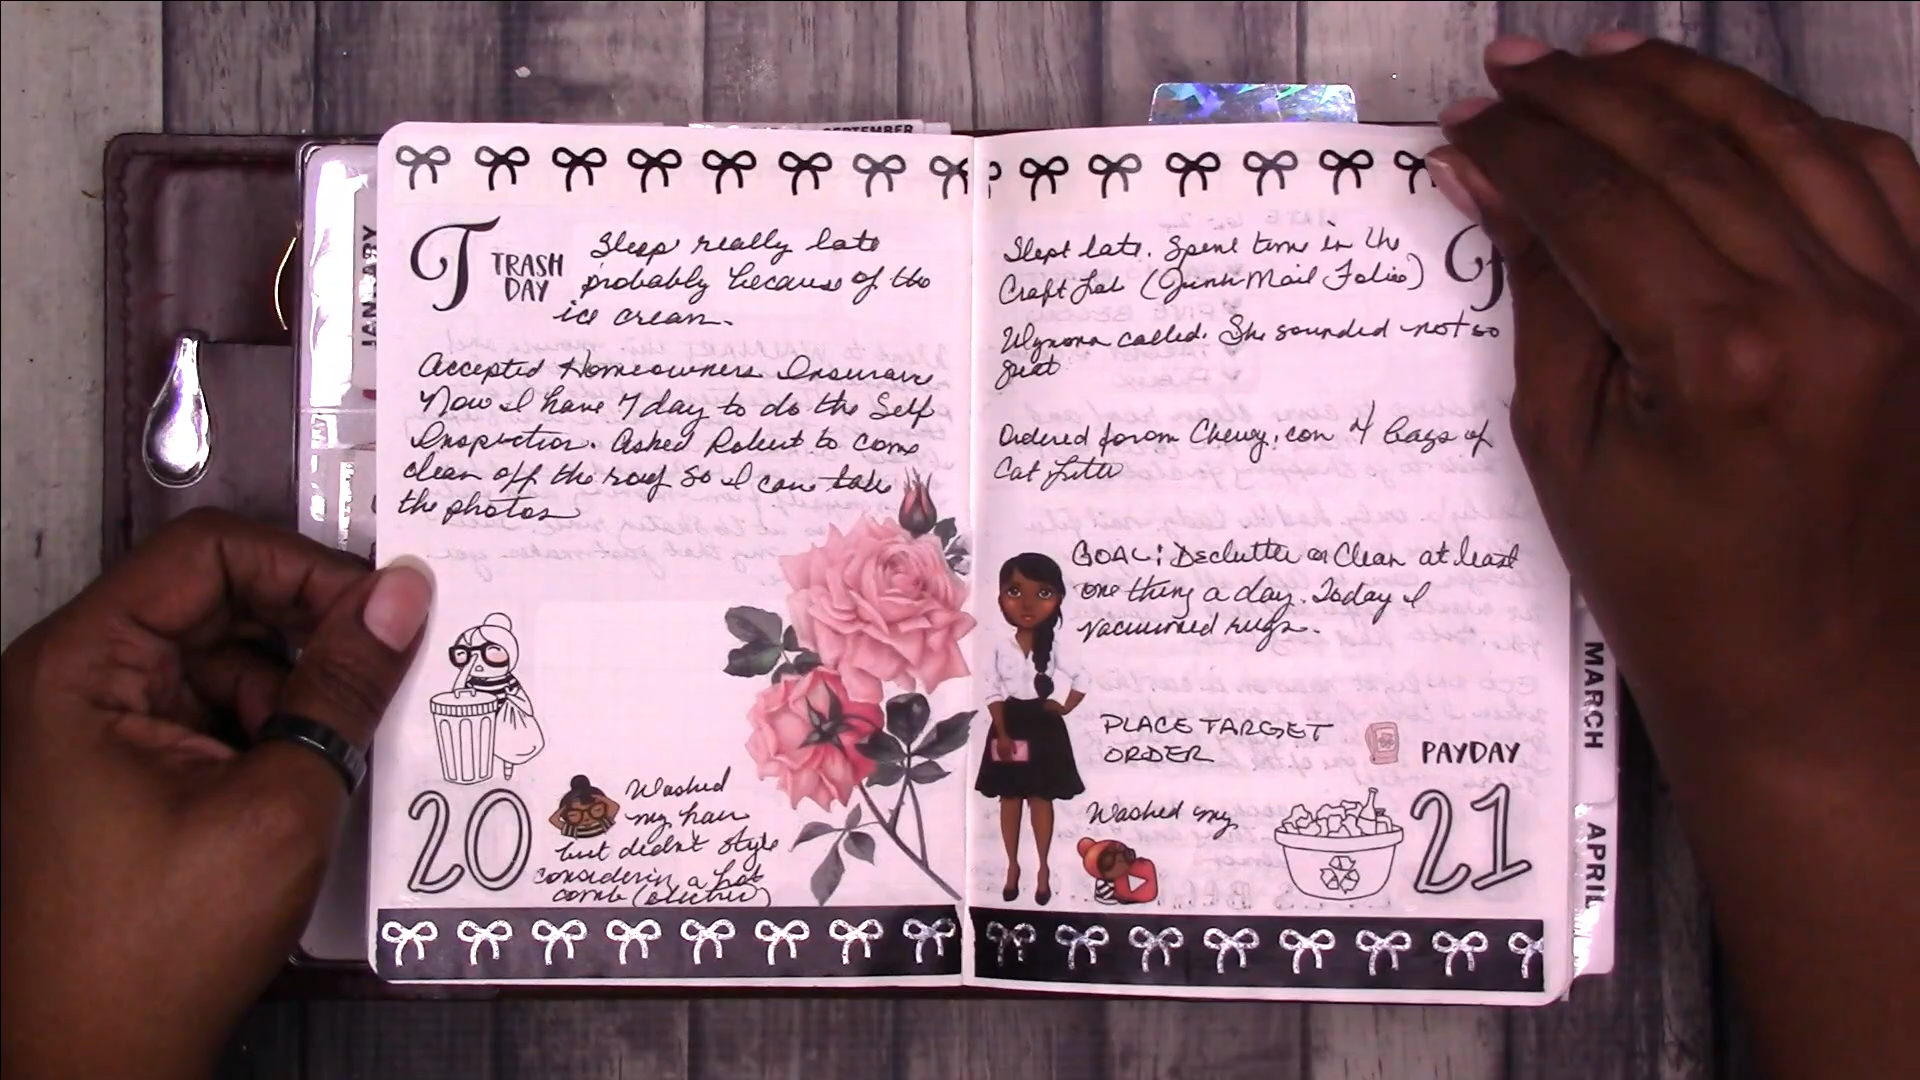 SEPTEMBER
JANUARY
T
TRASH
DAY
Sleep really late
probably because of the
ice cream.
Accepted Homeowners Insurance
Now I have 7 day to do the Self
Inspection. Asked Robert to come
clean off the roof so I can take
the photos
20
Washed
my hair
but didn't style
considering a hot
comb (electric)
Slept late. Spent time in the
Craft Lab (Junk Mail Folios)
F
Wynona called. She sounded not so
great
Ordered from Chewy.com 4 bags of
Cat Litter
GOAL: Declutter or Clean at least
one thing a day. Today I
vacuumed rugs.
PLACE TARGET
ORDER
PAYDAY
Washed my
21
MARCH
APRIL